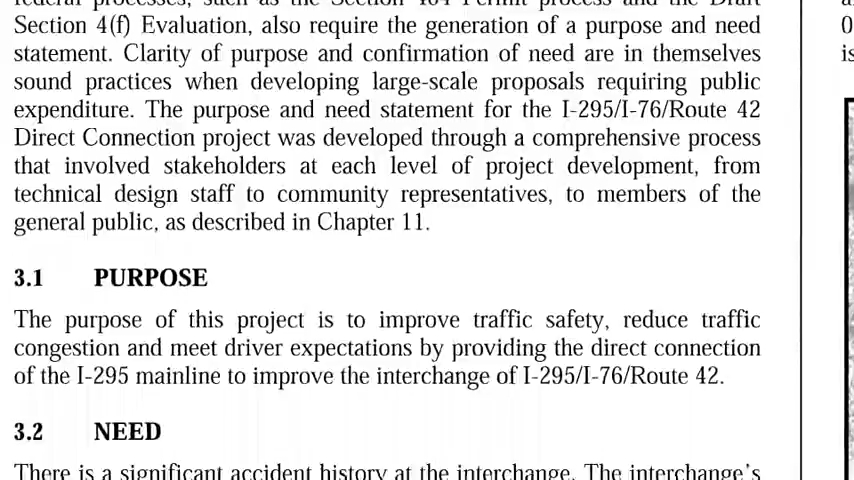 federal processes, such as the Section 404 Permit process and the Draft
Section 4(f) Evaluation, also require the generation of a purpose and need
statement. Clarity of purpose and confirmation of need are in themselves
sound practices when developing large-scale proposals requiring public
expenditure. The purpose and need statement for the I-295/I-76/Route 42
Direct Connection project was developed through a comprehensive process
that involved stakeholders at each level of project development, from
technical design staff to community representatives, to members of the
general public, as described in Chapter 11.
3.1 PURPOSE
The purpose of this project is to improve traffic safety, reduce traffic
congestion and meet driver expectations by providing the direct connection
of the I-295 mainline to improve the interchange of I-295/I-76/Route 42.
3.2 NEED
There is a significant accident history at the interchange. The interchange's